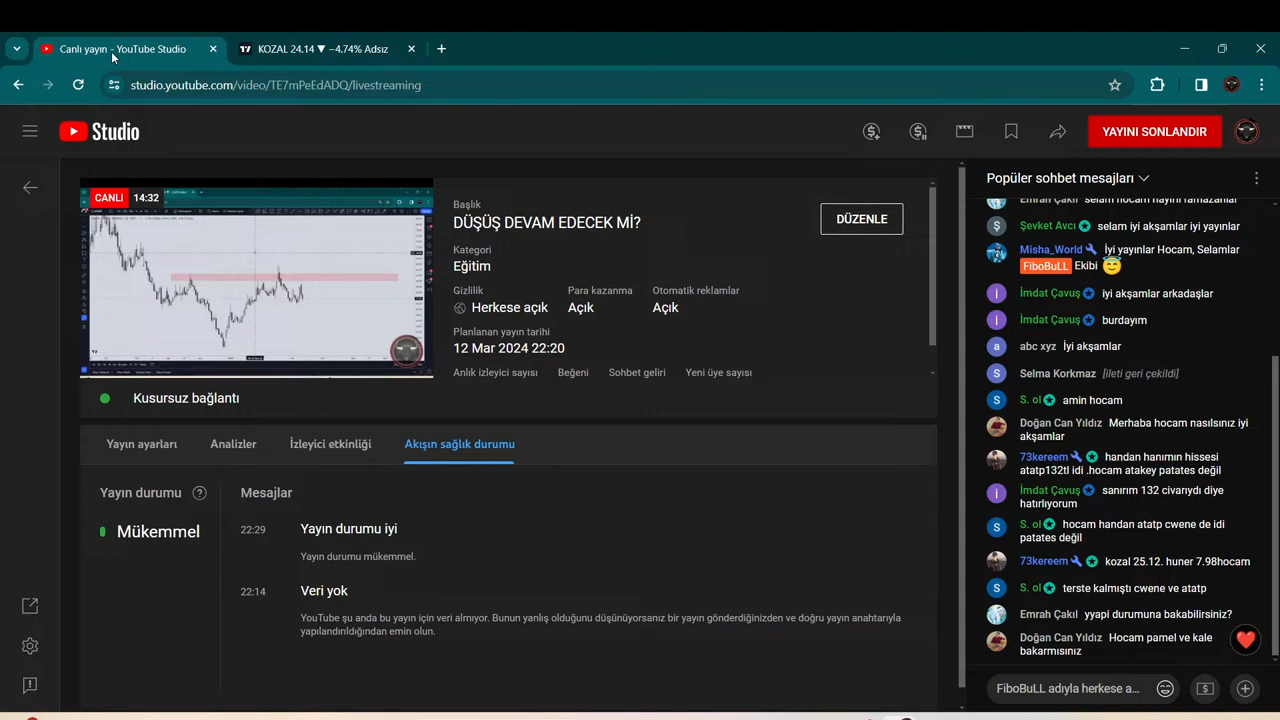 Canlı yayın - YouTube Studio
KOZAL 24.14 ▼ −4.74% Adsız
studio.youtube.com/video/TE7mPeEdADQ/livestreaming
Studio
YAYINI SONLANDIR
CANLI 14:32
Başlık
DÜŞÜŞ DEVAM EDECEK Mİ?
DÜZENLE
Kategori
Eğitim
Gizlilik Para kazanma Otomatik reklamlar
Herkese açık Açık Açık
Planlanan yayın tarihi
12 Mar 2024 22:20
Anlık izleyici sayısı Beğeni Sohbet geliri Yeni üye sayısı
Kusursuz bağlantı
Yayın ayarları Analizler İzleyici etkinliği Akışın sağlık durumu
Yayın durumu
Mükemmel
Mesajlar
22:29 Yayın durumu iyi
Yayın durumu mükemmel.
22:14 Veri yok
YouTube şu anda bu yayın için veri almıyor. Bunun yanlış olduğunu düşünüyorsanız bir yayın gönderdiğinizden ve doğru yayın anahtarıyla
yapılandırıldığından emin olun.
Popüler sohbet mesajları
Emrah Çakıl selam hocam hayırlı ramazanlar
Şevket Avcı selam iyi akşamlar iyi yayınlar
Misha_World İyi yayınlar Hocam, Selamlar
FiboBuLL Ekibi
İmdat Çavuş iyi akşamlar arkadaşlar
İmdat Çavuş burdayım
abc xyz İyi akşamlar
Selma Korkmaz [ileti geri çekildi]
S. ol amin hocam
Doğan Can Yıldız Merhaba hocam nasılsınız iyi
akşamlar
73kereem handan hanımın hissesi
atatp132tl idi .hocam atakey patates değil
İmdat Çavuş sanırım 132 civarıydı diye
hatırlıyorum
S. ol hocam handan atatp cwene de idi
patates değil
73kereem kozal 25.12. huner 7.98hocam
S. ol terste kalmıştı cwene ve atatp
Emrah Çakıl yyapi durumuna bakabilirsiniz?
Doğan Can Yıldız Hocam pamel ve kale
bakarmısınız
FiboBuLL adıyla herkese a...